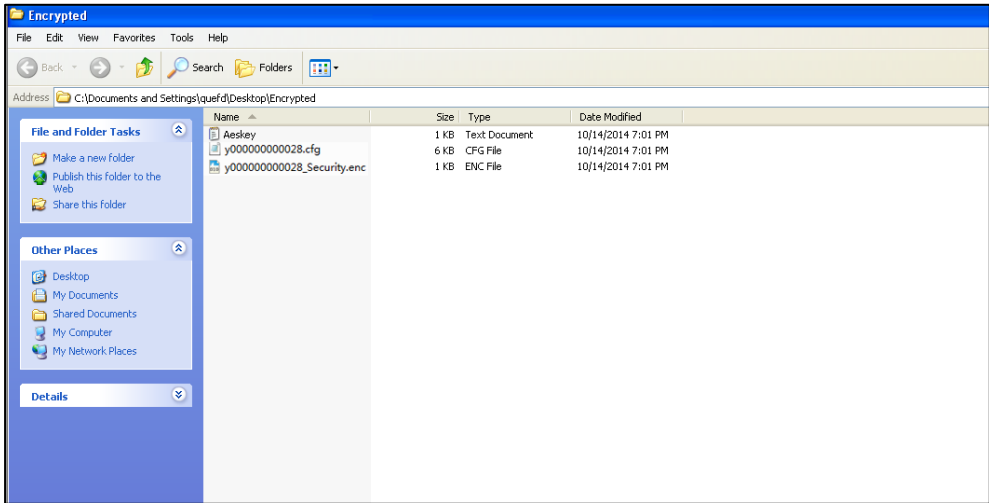 Encrypted
File Edit View Favorites Tools Help
Back Search Folders
Address C:\Documents and Settings\quefd\Desktop\Encrypted
Name Size Type Date Modified
File and Folder Tasks
Make a new folder
Publish this folder to the
Web
Share this folder
Other Places
Desktop
My Documents
Shared Documents
My Computer
My Network Places
Details
Aeskey 1 KB Text Document 10/14/2014 7:01 PM
y000000000028.cfg 6 KB CFG File 10/14/2014 7:01 PM
y000000000028_Security.enc 1 KB ENC File 10/14/2014 7:01 PM